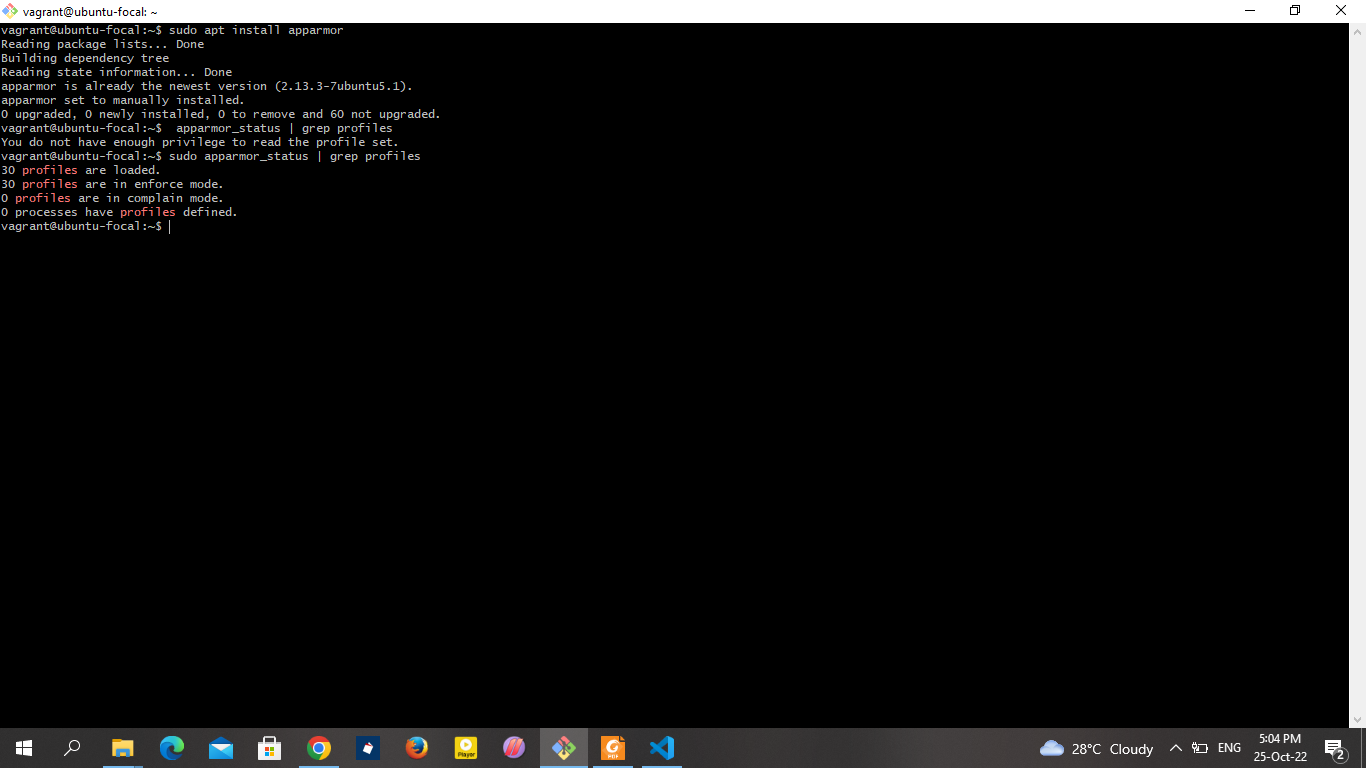 vagrant@ubuntu-focal: ~
vagrant@ubuntu-focal:~$ sudo apt install apparmor
Reading package lists... Done
Building dependency tree
Reading state information... Done
apparmor is already the newest version (2.13.3-7ubuntu5.1).
apparmor set to manually installed.
0 upgraded, 0 newly installed, 0 to remove and 60 not upgraded.
vagrant@ubuntu-focal:~$  apparmor_status | grep profiles
You do not have enough privilege to read the profile set.
vagrant@ubuntu-focal:~$ sudo apparmor_status | grep profiles
30 profiles are loaded.
30 profiles are in enforce mode.
0 profiles are in complain mode.
0 processes have profiles defined.
vagrant@ubuntu-focal:~$
Player
PDF
28°C Cloudy
ENG
5:04 PM
25-Oct-22
2